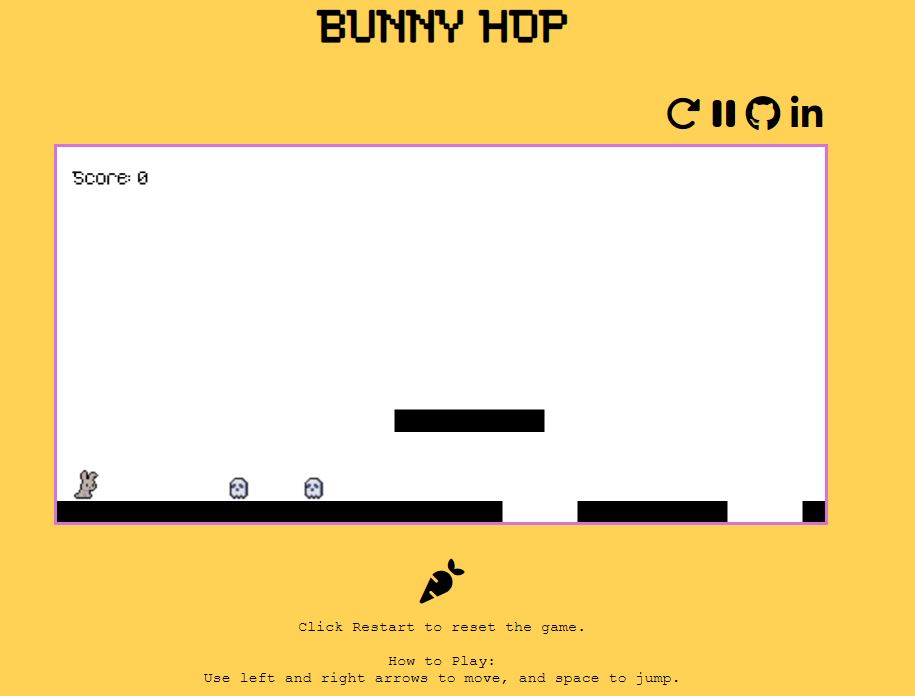 BUNNY HOP
in
Score: 0
Click Restart to reset the game.
How to Play:
Use left and right arrows to move, and space to jump.